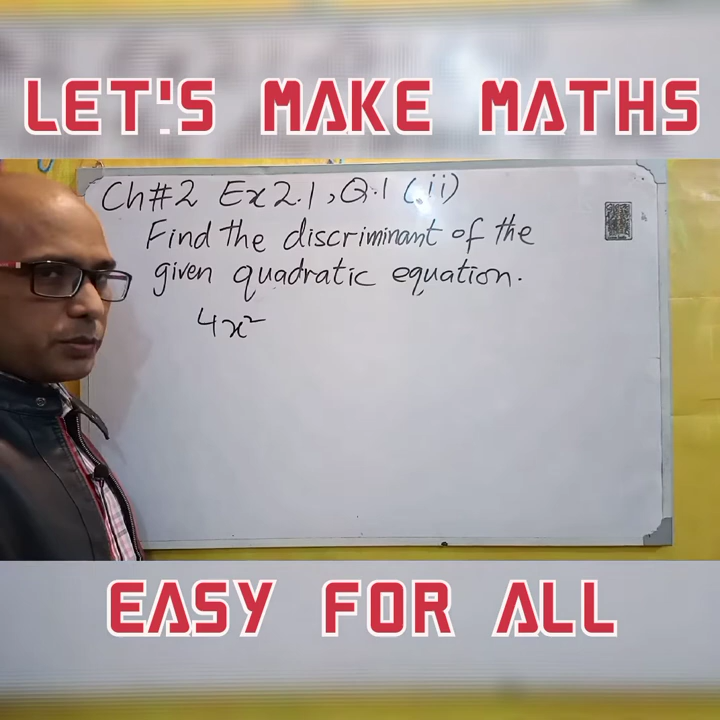 LET'S MAKE MATHS
Ch#2 Ex2.1, Q.1 (ii)
Find the discriminant of the
given quadratic equation.
4x²
EASY FOR ALL